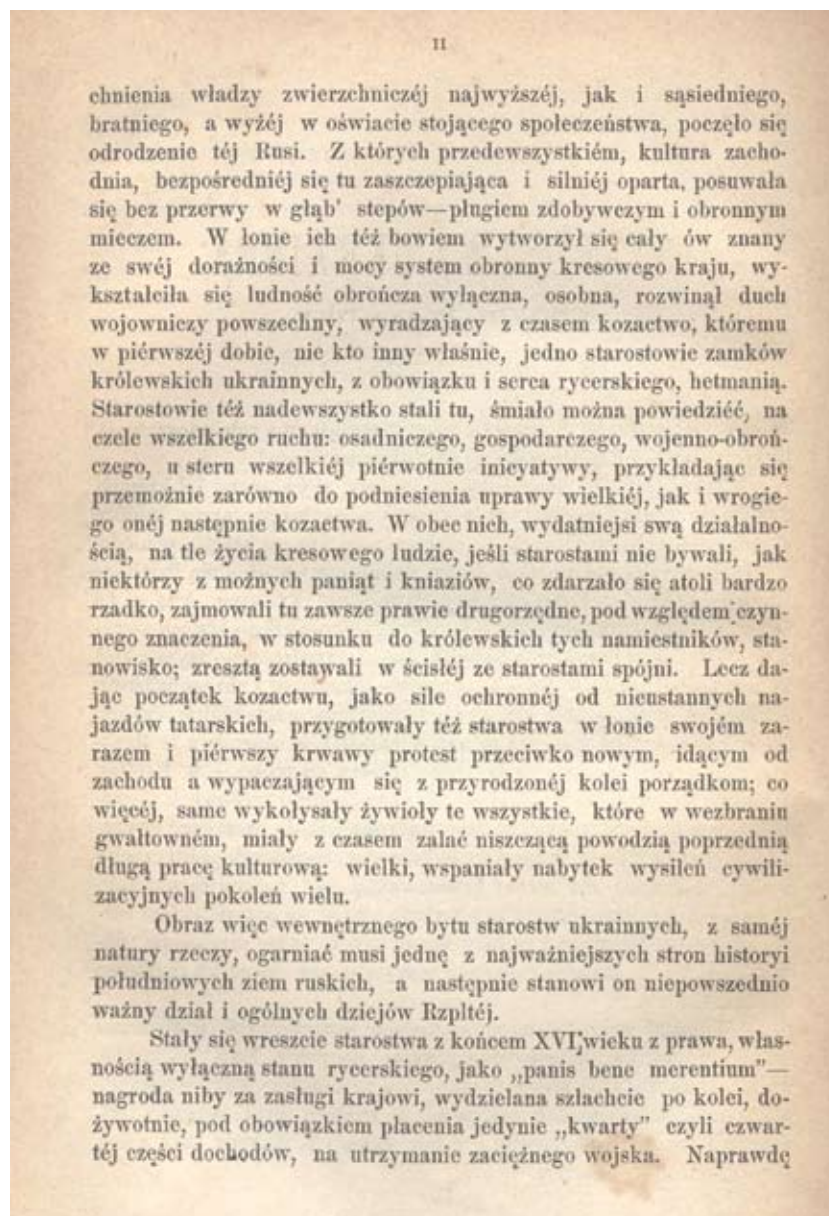 II
chnienia władzy zwierzchniczéj najwyższéj, jak i sąsiedniego,
bratniego, a wyżéj w oświacie stojącego społeczeństwa, poczęło się
odrodzenie téj Rusi. Z których przedewszystkiém, kultura zacho-
dnia, bezpośredniéj się tu zaszczepiająca i silniéj oparta, posuwała
się bez przerwy w głąb' stepów—pługiem zdobywczym i obronnym
mieczem. W łonie ich téż bowiem wytworzył się cały ów znany
ze swéj doraźności i mocy system obronny kresowego kraju, wy-
kształciła się ludność obrończa wyłączna, osobna, rozwinął duch
wojowniczy powszechny, wyradzający z czasem kozactwo, któremu
w piérwszéj dobie, nie kto inny właśnie, jedno starostowie zamków
królewskich ukrainnych, z obowiązku i serca rycerskiego, hetmanią.
Starostowie téż nadewszystko stali tu, śmiało można powiedziéć, na
czele wszelkiego ruchu: osadniczego, gospodarczego, wojenno-obroń-
czego, u steru wszelkiéj piérwotnie inicyatywy, przykładając się
przemożnie zarówno do podniesienia uprawy wielkiéj, jak i wrogie-
go onéj następnie kozactwa. W obec nich, wydatniejsi swą działalno-
ścią, na tle życia kresowego ludzie, jeśli starostami nie bywali, jak
niektórzy z możnych paniąt i kniaziów, co zdarzało się atoli bardzo
rzadko, zajmowali tu zawsze prawie drugorzędne, pod względem czyn-
nego znaczenia, w stosunku do królewskich tych namiestników, sta-
nowisko; zresztą zostawali w ścisłéj ze starostami spójni. Lecz da-
jąc początek kozactwu, jako sile ochronnéj od nieustannych na-
jazdów tatarskich, przygotowały téż starostwa w łonie swojém za-
razem i piérwszy krwawy protest przeciwko nowym, idącym od
zachodu a wypaczającym się z przyrodzonéj kolei porządkom; co
więcéj, same wykołysały żywioły te wszystkie, które w wezbraniu
gwałtowném, miały z czasem zalać niszczącą powodzią poprzednią
długą pracę kulturową: wielki, wspaniały nabytek wysileń cywili-
zacyjnych pokoleń wielu.
Obraz więc wewnętrznego bytu starostw ukrainnych, z saméj
natury rzeczy, ogarniać musi jednę z najważniejszych stron historyi
południowych ziem ruskich, a następnie stanowi on niepowszednio
ważny dział i ogólnych dziejów Rzpltéj.
Stały się wreszcie starostwa z końcem XVI wieku z prawa, włas-
nością wyłączną stanu rycerskiego, jako „panis bene merentium”—
nagroda niby za zasługi krajowi, wydzielana szlachcie po kolei, do-
żywotnie, pod obowiązkiem płacenia jedynie „kwarty” czyli czwar-
téj części dochodów, na utrzymanie zaciężnego wojska. Naprawdę